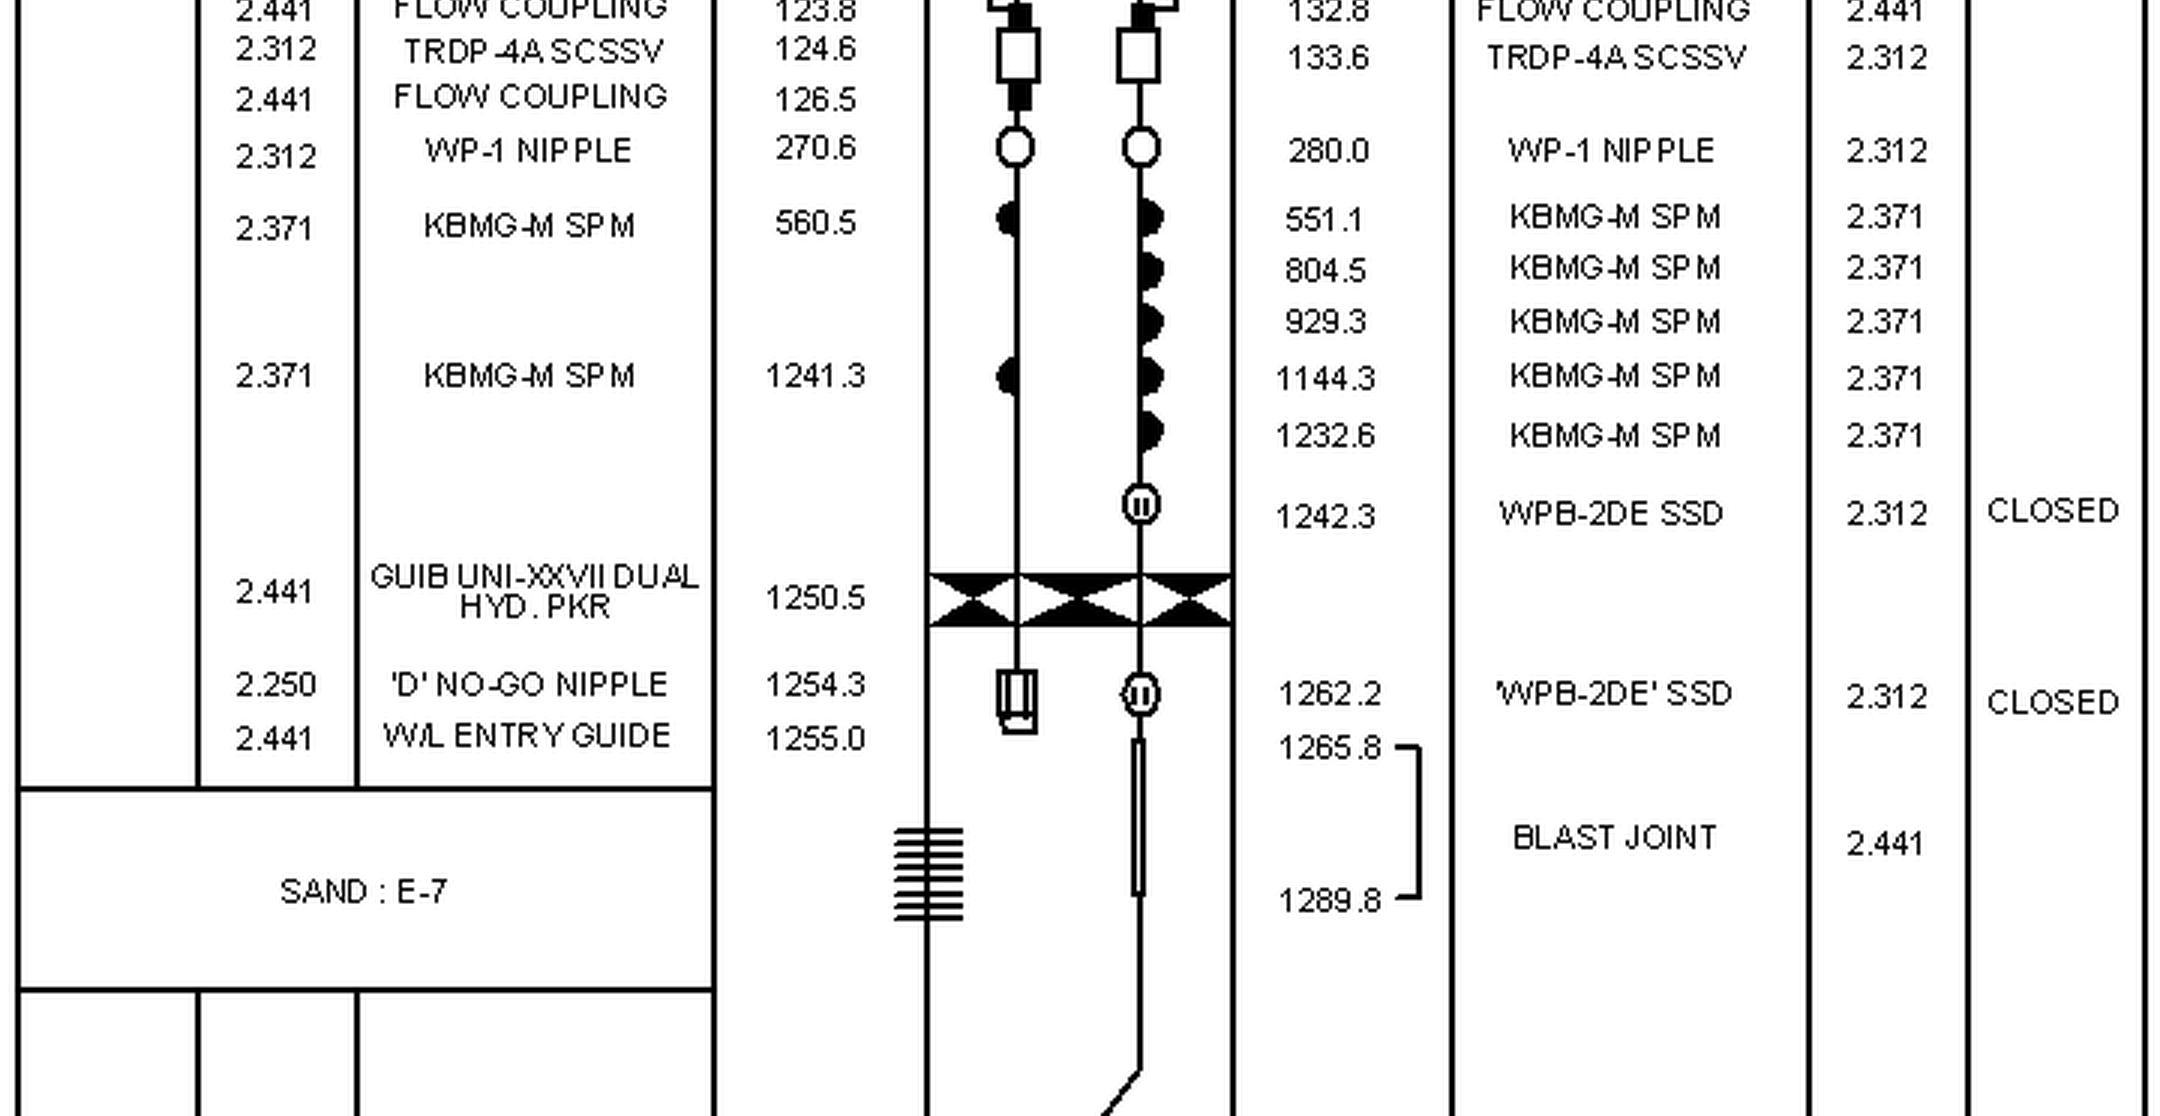 2.441 FLOW COUPLING 123.8 132.8 FLOW COUPLING 2.441
2.312 TRDP-4A SCSSV 124.6 133.6 TRDP-4A SCSSV 2.312
2.441 FLOW COUPLING 126.5
2.312 WP-1 NIPPLE 270.6 280.0 WP-1 NIPPLE 2.312
2.371 KBMG-M SPM 560.5 551.1 KBMG-M SPM 2.371
804.5 KBMG-M SPM 2.371
929.3 KBMG-M SPM 2.371
2.371 KBMG-M SPM 1241.3 1144.3 KBMG-M SPM 2.371
1232.6 KBMG-M SPM 2.371
1242.3 WPB-2DE SSD 2.312 CLOSED
GUIB UNI-XXVII DUAL
2.441 HYD. PKR 1250.5
2.250 'D' NO-GO NIPPLE 1254.3 1262.2 'WPB-2DE' SSD 2.312 CLOSED
2.441 W/L ENTRY GUIDE 1255.0 1265.8
BLAST JOINT 2.441
SAND : E-7 1289.8